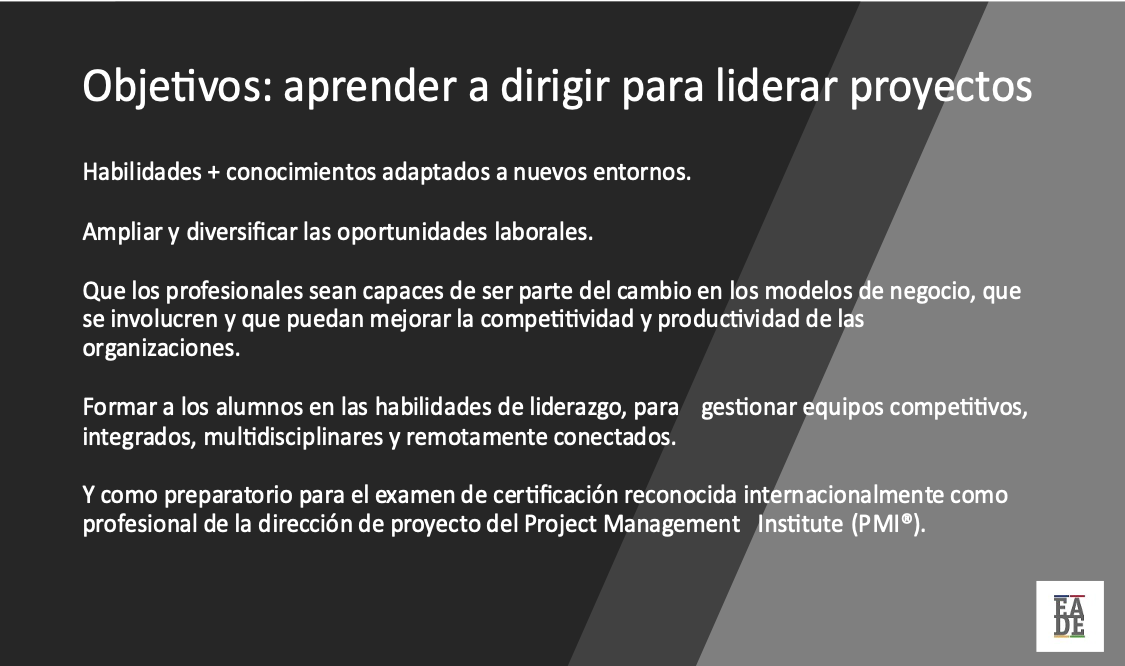 Objetivos: aprender a dirigir para liderar proyectos
Habilidades + conocimientos adaptados a nuevos entornos.
Ampliar y diversificar las oportunidades laborales.
Que los profesionales sean capaces de ser parte del cambio en los modelos de negocio, que
se involucren y que puedan mejorar la competitividad y productividad de las
organizaciones.
Formar a los alumnos en las habilidades de liderazgo, para gestionar equipos competitivos,
integrados, multidisciplinares y remotamente conectados.
Y como preparatorio para el examen de certificación reconocida internacionalmente como
profesional de la dirección de proyecto del Project Management Institute (PMI®).
EA
DE